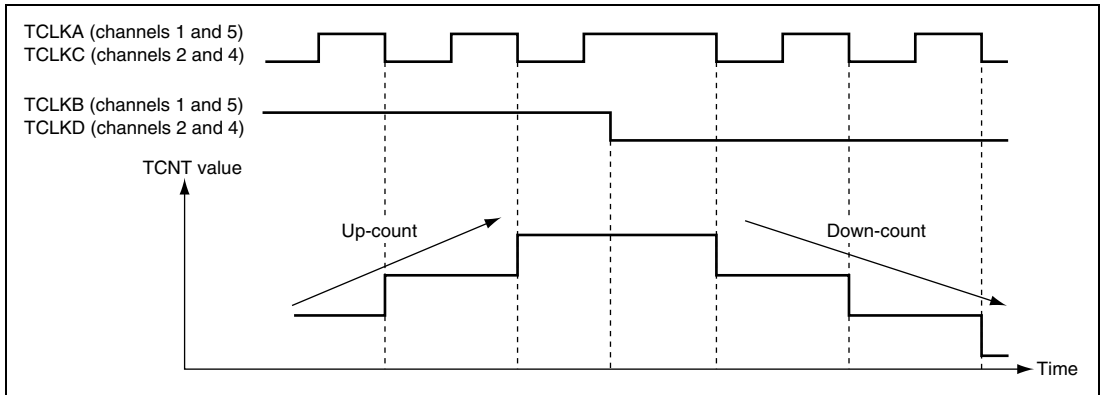 TCLKA (channels 1 and 5)
TCLKC (channels 2 and 4)
TCLKB (channels 1 and 5)
TCLKD (channels 2 and 4)
TCNT value
Up-count
Down-count
Time